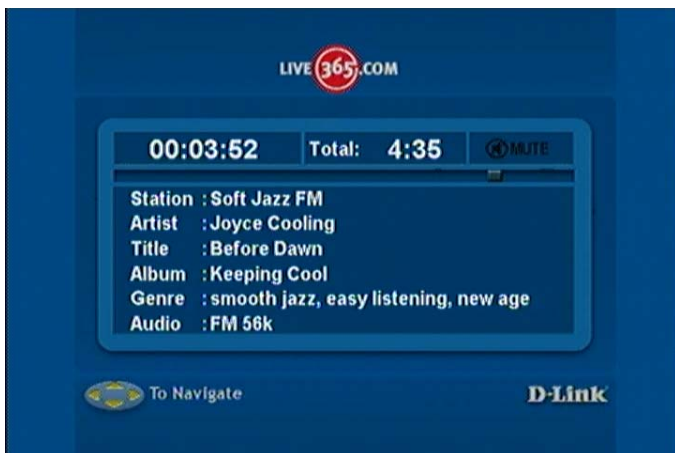 LIVE 365.COM
00:03:52 Total: 4:35 MUTE
Station : Soft Jazz FM
Artist : Joyce Cooling
Title : Before Dawn
Album : Keeping Cool
Genre : smooth jazz, easy listening, new age
Audio : FM 56k
To Navigate D-Link